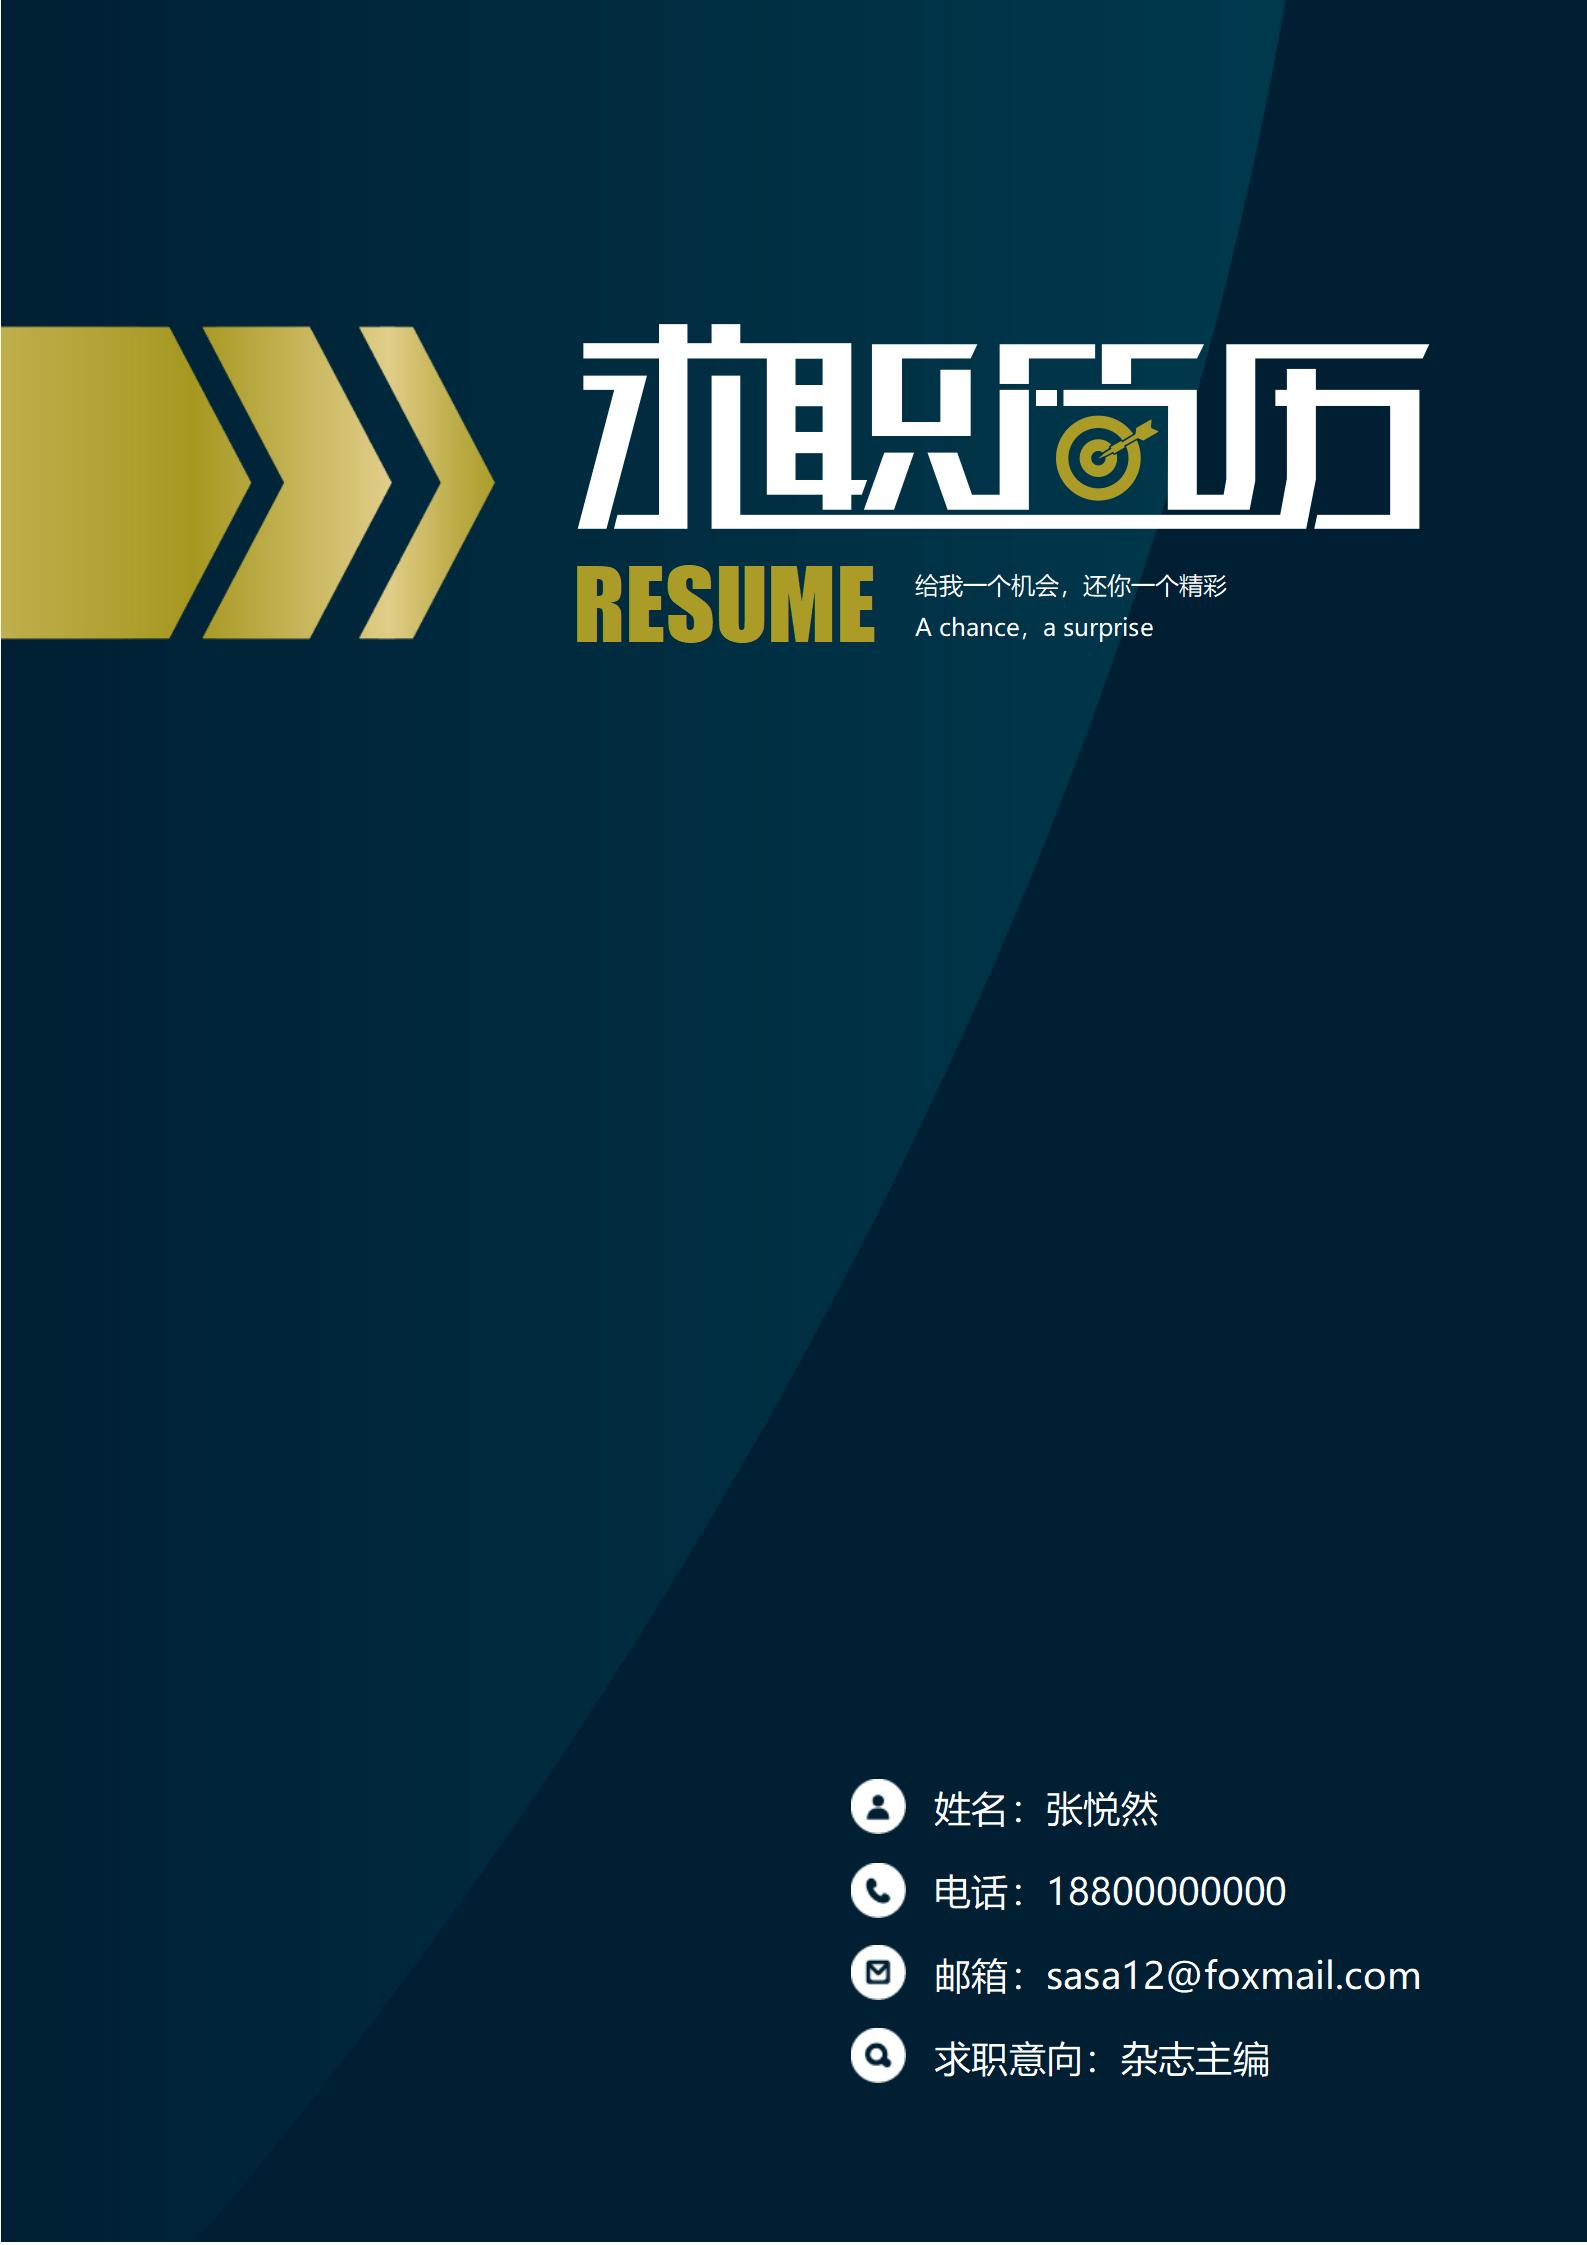 求职简历
RESUME
给我一个机会，还你一个精彩
A chance，a surprise
姓名：张悦然
电话：18800000000
邮箱：sasa12@foxmail.com
求职意向：杂志主编